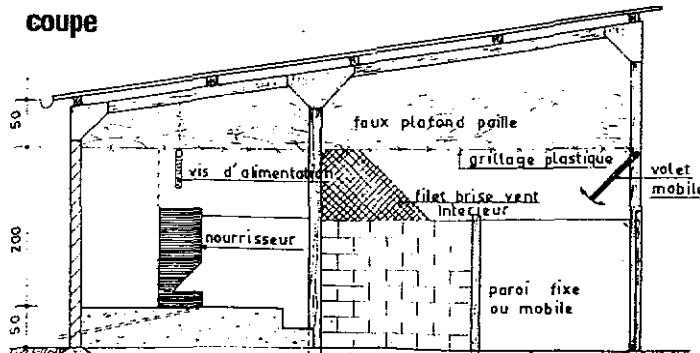 coupe
50
faux plafond paille
vis d'alimentation
grillage plastique
volet
mobile
filet brise vent
interieur
nourrisseur
200
paroi fixe
ou mobile
50